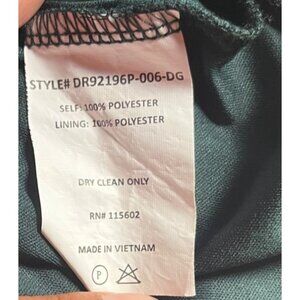 STYLE# DR92196P-006-DG
SELF: 100% POLYESTER
LINING: 100% POLYESTER
DRY CLEAN ONLY
RN# 115602
MADE IN VIETNAM
P